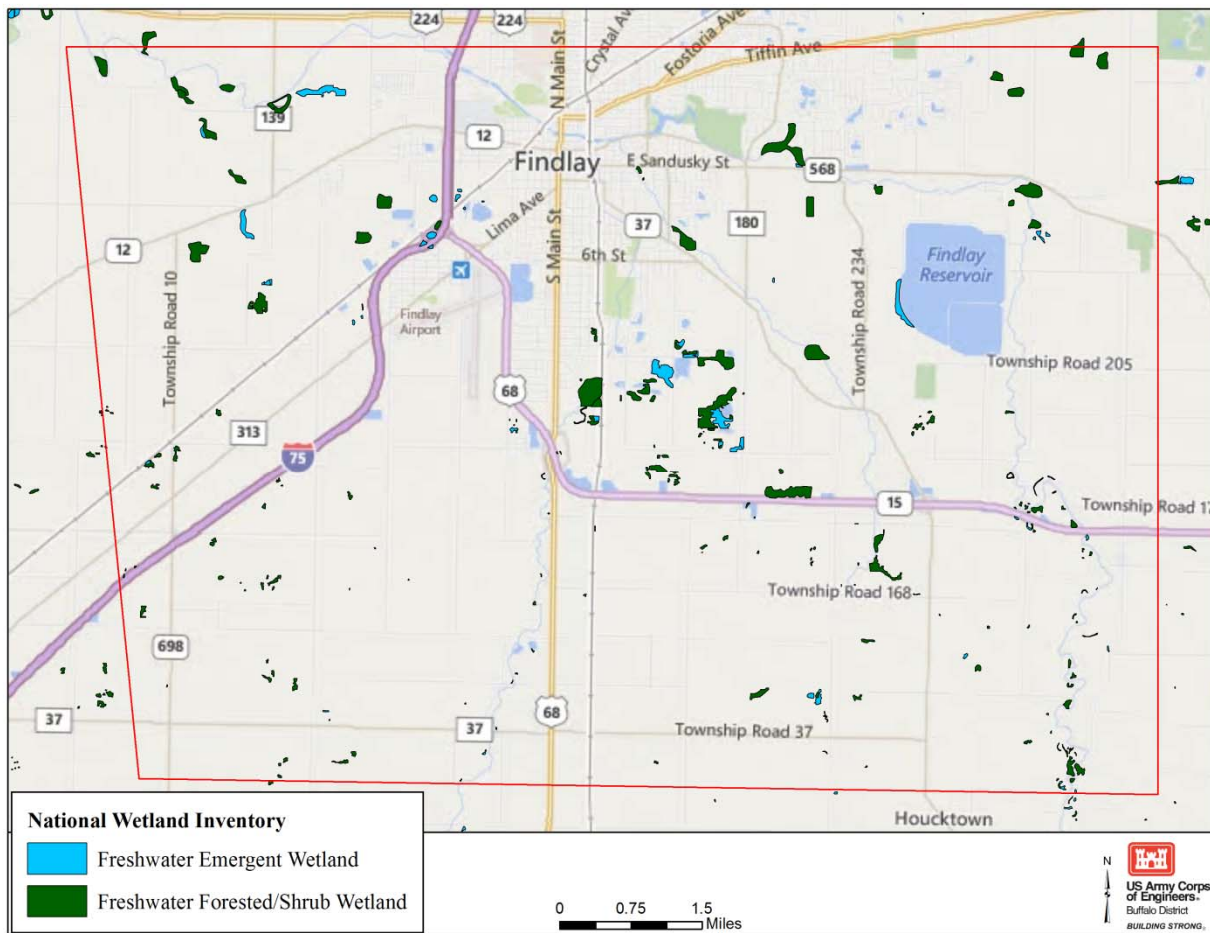 224
224
N Main St
Crystal Ave
Fostoria Ave
Tiffin Ave
139
12
Findlay
E Sandusky St
568
Lima Ave
S Main St
37
180
12
6th St
Township Road 10
Township Road 234
Findlay
Reservoir
Findlay
Airport
Township Road 205
68
313
75
15
Township Road 17
Township Road 168
698
37
37
68
Township Road 37
Houcktown
National Wetland Inventory
Freshwater Emergent Wetland
Freshwater Forested/Shrub Wetland
0 0.75 1.5
Miles
N
US Army Corps
of Engineers®
Buffalo District
BUILDING STRONG®